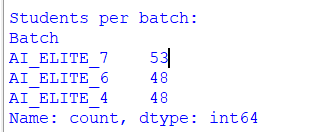 Students per batch:
Batch
AI_ELITE_7    53
AI_ELITE_6    48
AI_ELITE_4    48
Name: count, dtype: int64